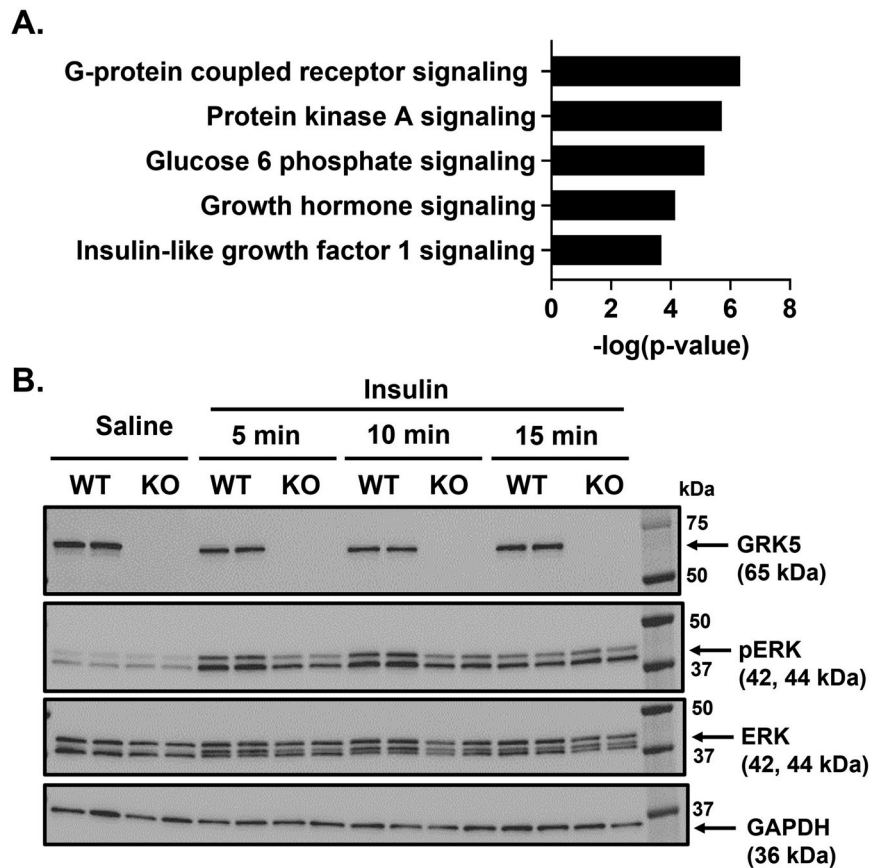 A.
G-protein coupled receptor signaling
Protein kinase A signaling
Glucose 6 phosphate signaling
Growth hormone signaling
Insulin-like growth factor 1 signaling
0 2 4 6 8
-log(p-value)
B.
Insulin
Saline 5 min 10 min 15 min
WT KO WT KO WT KO WT KO kDa
75
GRK5
50 (65 kDa)
50
pERK
37 (42, 44 kDa)
50
ERK
37 (42, 44 kDa)
37
GAPDH
(36 kDa)